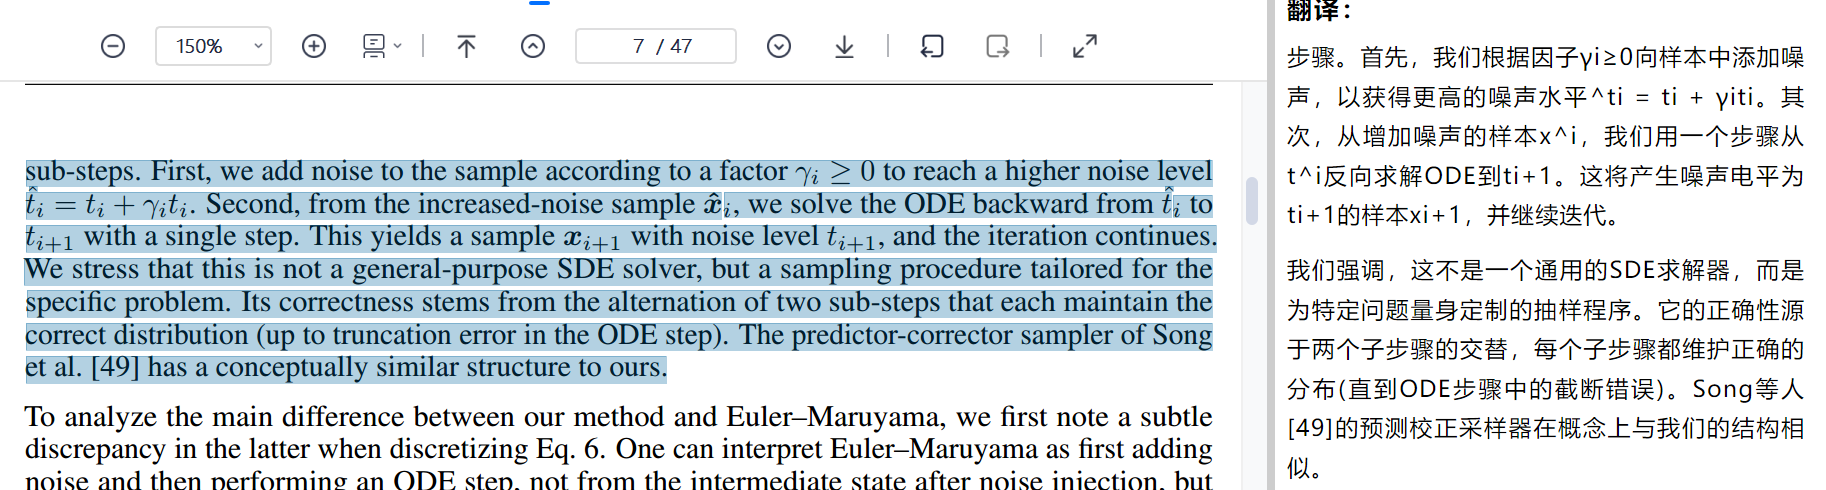 150%
7 / 47
sub-steps. First, we add noise to the sample according to a factor γi ≥ 0 to reach a higher noise level
t̂i = ti + γiti. Second, from the increased-noise sample x̂i, we solve the ODE backward from t̂i to
ti+1 with a single step. This yields a sample xi+1 with noise level ti+1, and the iteration continues.
We stress that this is not a general-purpose SDE solver, but a sampling procedure tailored for the
specific problem. Its correctness stems from the alternation of two sub-steps that each maintain the
correct distribution (up to truncation error in the ODE step). The predictor-corrector sampler of Song
et al. [49] has a conceptually similar structure to ours.
To analyze the main difference between our method and Euler–Maruyama, we first note a subtle
discrepancy in the latter when discretizing Eq. 6. One can interpret Euler–Maruyama as first adding
noise and then performing an ODE step, not from the intermediate state after noise injection, but
翻译：
步骤。首先，我们根据因子γi≥0向样本中添加噪
声，以获得更高的噪声水平^ti = ti + γiti。其
次，从增加噪声的样本x^i，我们用一个步骤从
t^i反向求解ODE到ti+1。这将产生噪声电平为
ti+1的样本xi+1，并继续迭代。
我们强调，这不是一个通用的SDE求解器，而是
为特定问题量身定制的抽样程序。它的正确性源
于两个子步骤的交替，每个子步骤都维护正确的
分布(直到ODE步骤中的截断错误)。Song等人
[49]的预测校正采样器在概念上与我们的结构相
似。